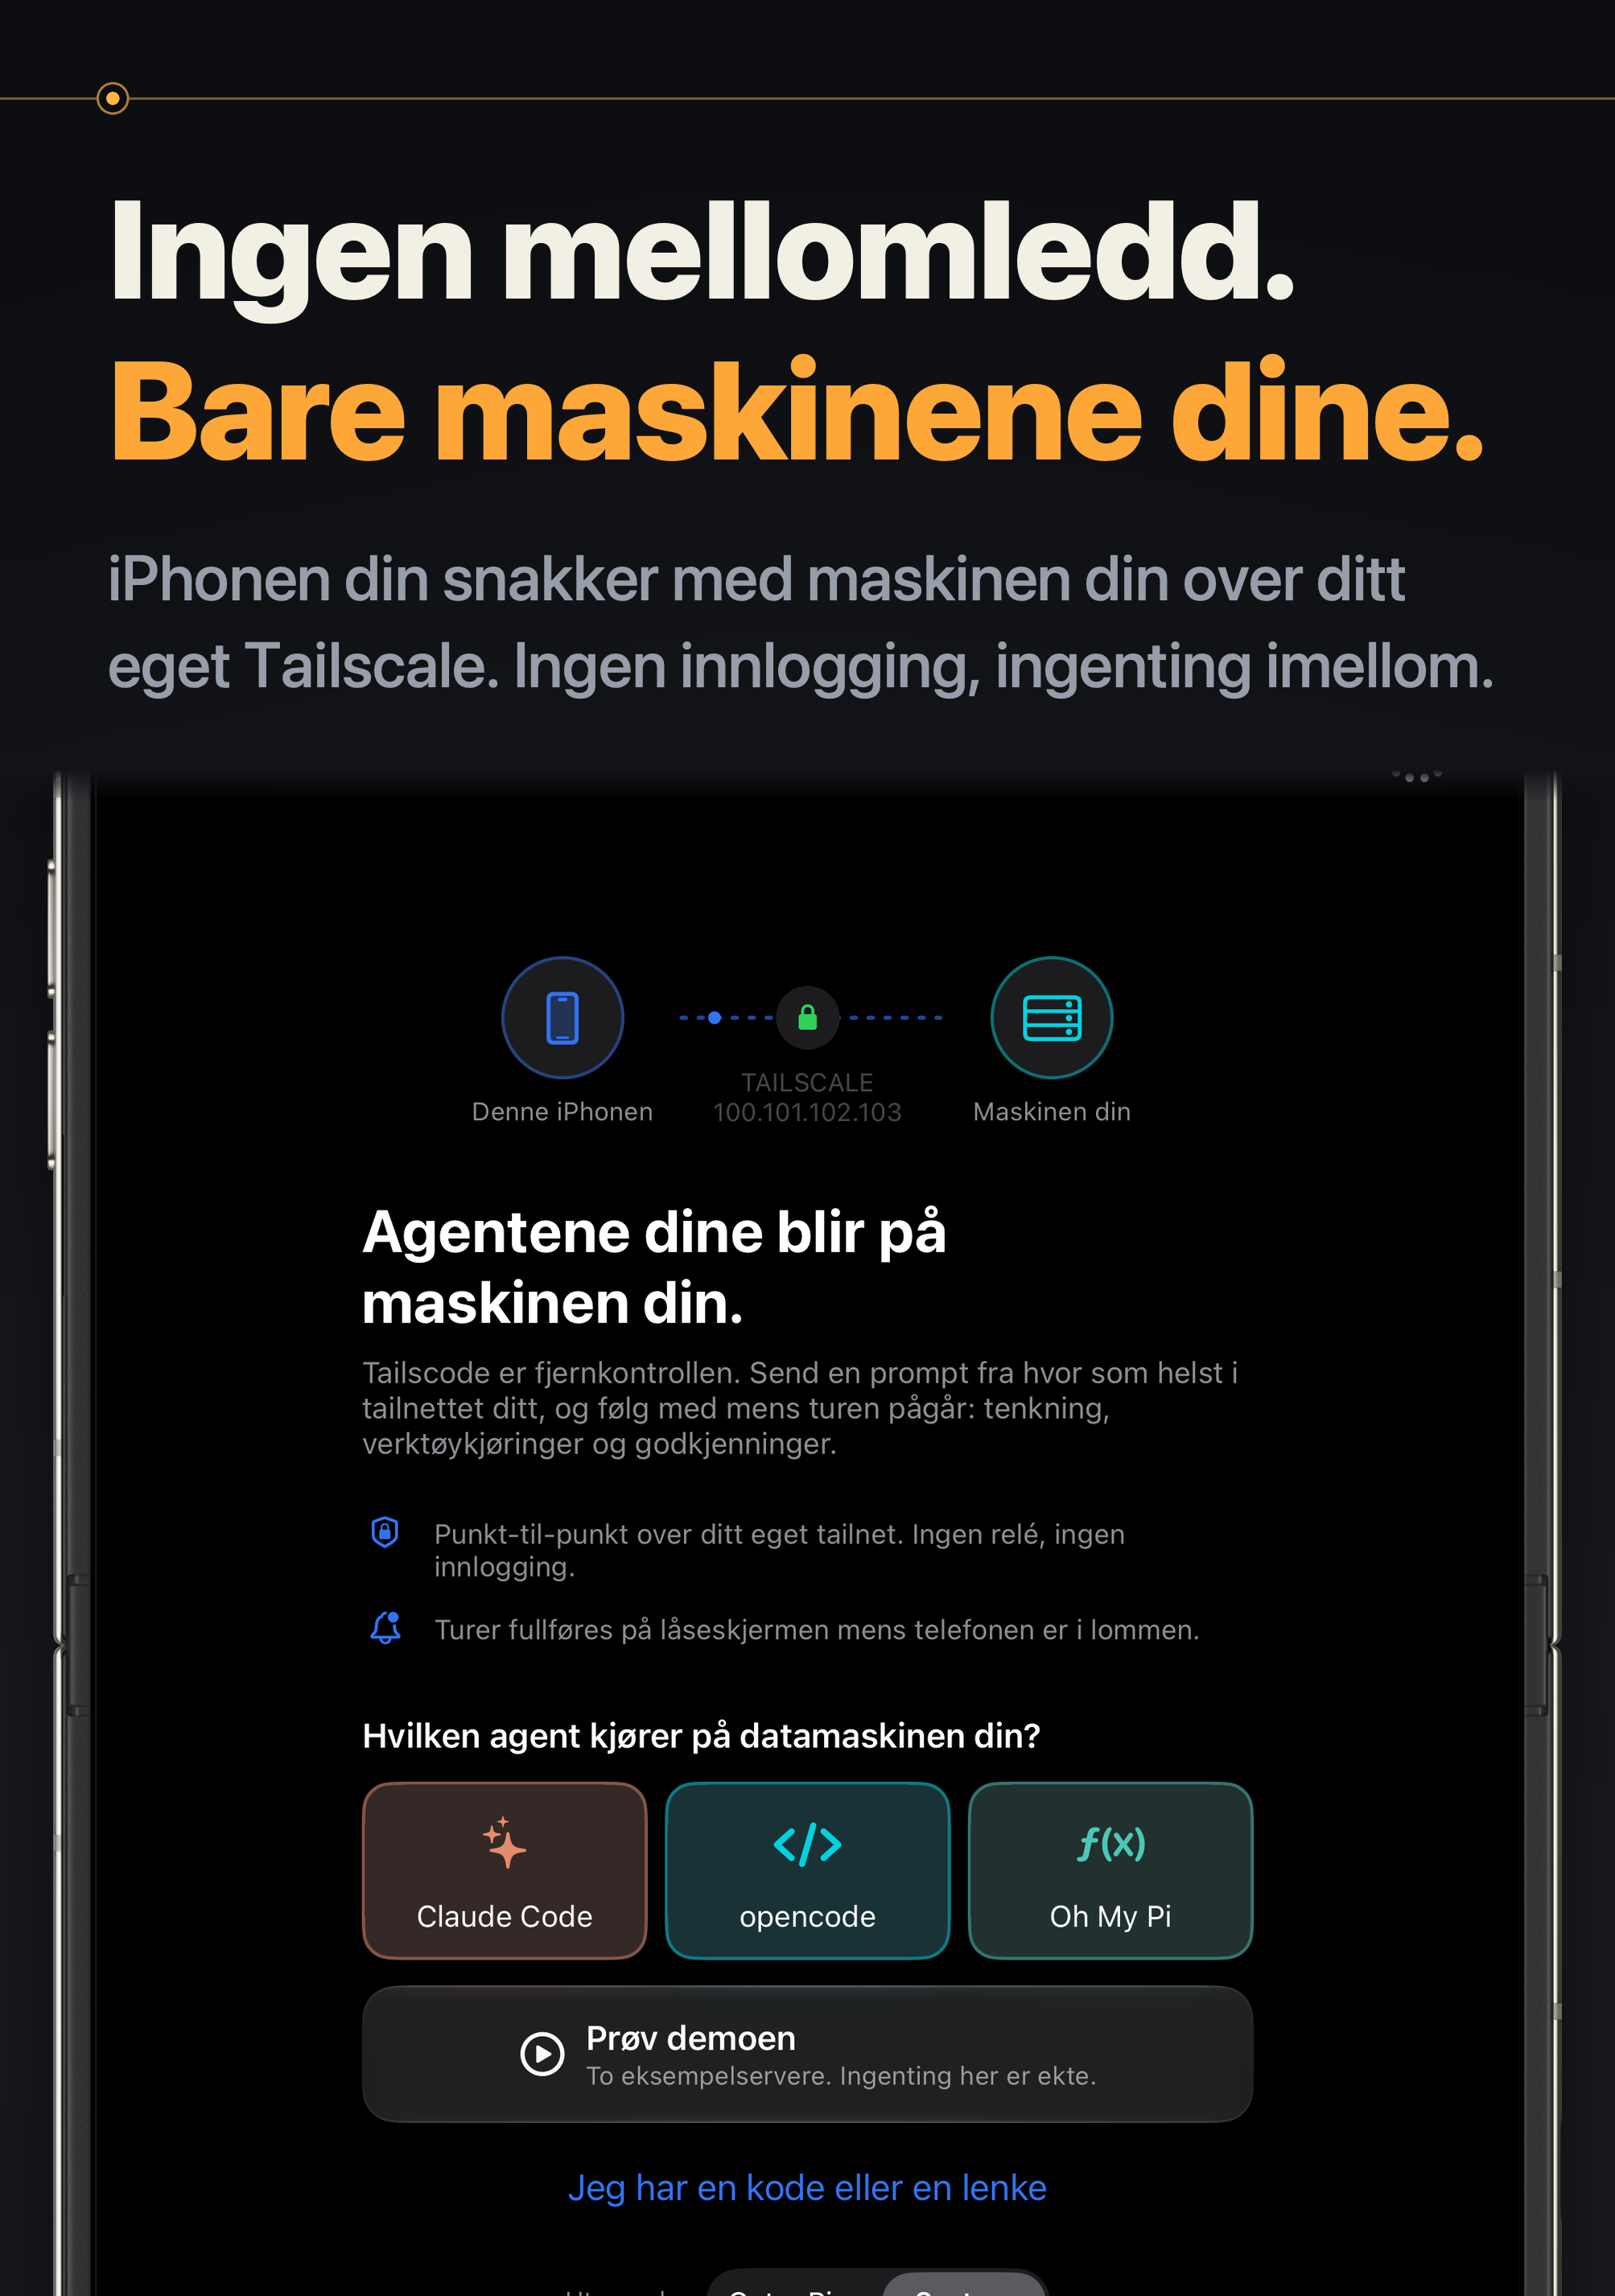 Ingen mellomledd.
Bare maskinene dine.
iPhonen din snakker med maskinen din over ditt
eget Tailscale. Ingen innlogging, ingenting imellom.
TAILSCALE
Denne iPhonen 100.101.102.103 Maskinen din
Agentene dine blir på
maskinen din.
Tailscode er fjernkontrollen. Send en prompt fra hvor som helst i
tailnettet ditt, og følg med mens turen pågår: tenkning,
verktøykjøringer og godkjenninger.
Punkt-til-punkt over ditt eget tailnet. Ingen relé, ingen
innlogging.
Turer fullføres på låseskjermen mens telefonen er i lommen.
Hvilken agent kjører på datamaskinen din?
Claude Code opencode Oh My Pi
Prøv demoen
To eksempelservere. Ingenting her er ekte.
Jeg har en kode eller en lenke